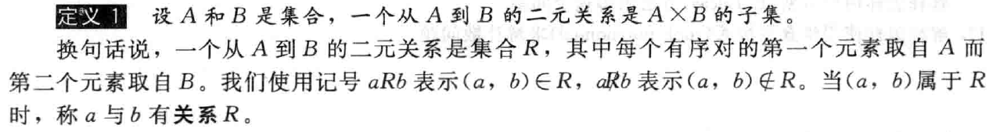 定义1 设 A 和 B 是集合，一个从 A 到 B 的二元关系是 A×B 的子集。
换句话说，一个从 A 到 B 的二元关系是集合 R，其中每个有序对的第一个元素取自 A 而
第二个元素取自 B。我们使用记号 aRb 表示(a，b)∈R，aR̸b 表示(a，b)∉R。当(a，b)属于 R
时，称 a 与 b 有关系 R。